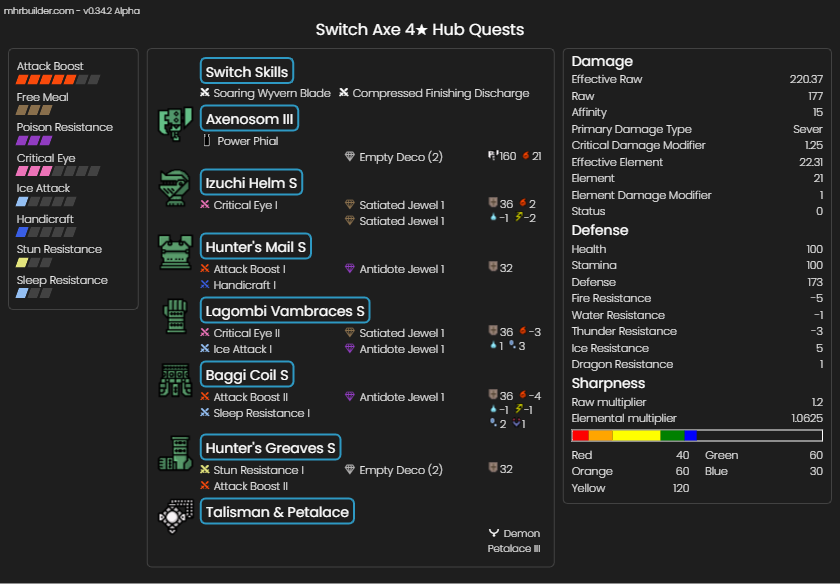 mhrbuilder.com - v0.34.2 Alpha
Switch Axe 4★ Hub Quests
Attack Boost
Free Meal
Poison Resistance
Critical Eye
Ice Attack
Handicraft
Stun Resistance
Sleep Resistance
Switch Skills
Soaring Wyvern Blade Compressed Finishing Discharge
Axenosom III
Power Phial
Empty Deco (2) 160 21
Izuchi Helm S
Critical Eye I Satiated Jewel 1 36 2
Satiated Jewel 1 -1 -2
Hunter's Mail S
Attack Boost I Antidote Jewel 1 32
Handicraft I
Lagombi Vambraces S
Critical Eye II Satiated Jewel 1 36 -3
Ice Attack I Antidote Jewel 1 1 3
Baggi Coil S
Attack Boost II Antidote Jewel 1 36 -4
Sleep Resistance I -1 -1
2 1
Hunter's Greaves S
Stun Resistance I Empty Deco (2) 32
Attack Boost II
Talisman & Petalace
Demon
Petalace III
Damage
Effective Raw 220.37
Raw 177
Affinity 15
Primary Damage Type Sever
Critical Damage Modifier 1.25
Effective Element 22.31
Element 21
Element Damage Modifier 1
Status 0
Defense
Health 100
Stamina 100
Defense 173
Fire Resistance -5
Water Resistance -1
Thunder Resistance -3
Ice Resistance 5
Dragon Resistance 1
Sharpness
Raw multiplier 1.2
Elemental multiplier 1.0625
Red 40 Green 60
Orange 60 Blue 30
Yellow 120